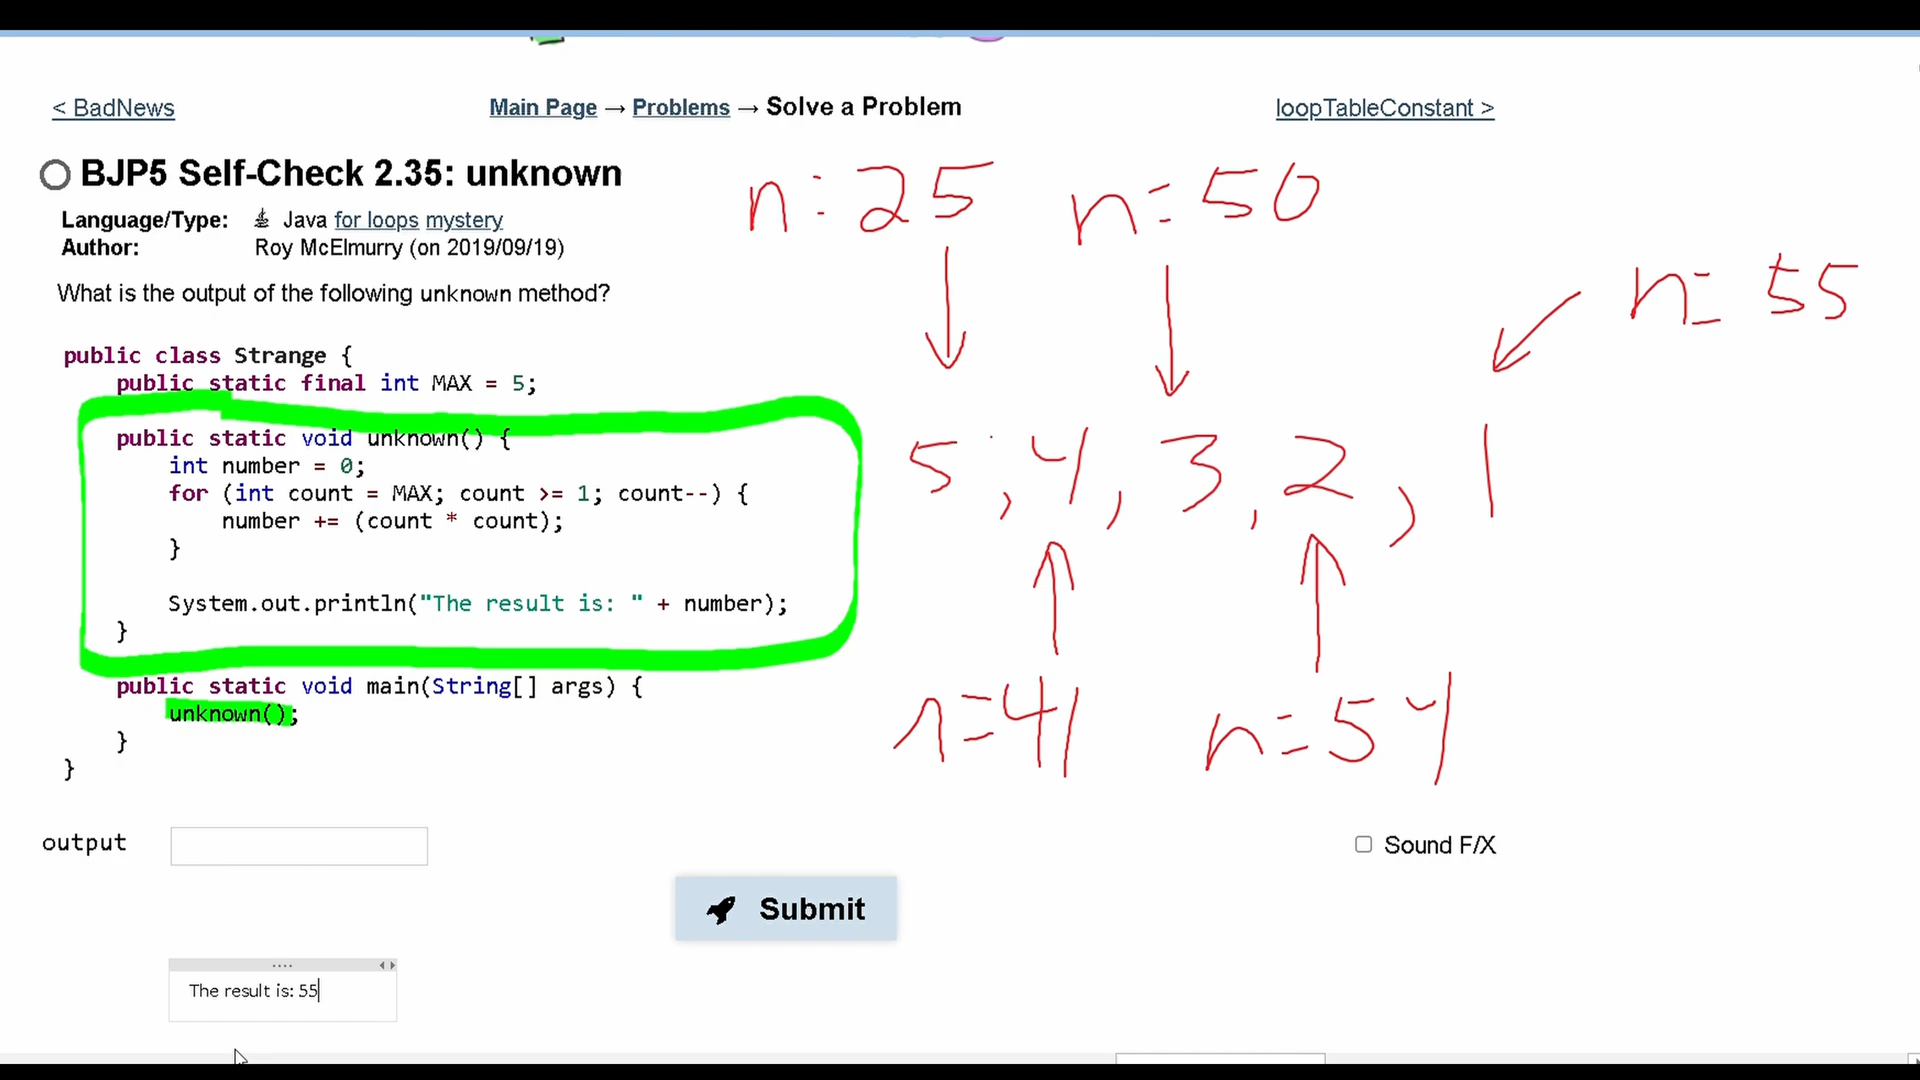 < BadNews Main Page → Problems → Solve a Problem loopTableConstant >
BJP5 Self-Check 2.35: unknown
Language/Type: Java for loops mystery
Author: Roy McElmurry (on 2019/09/19)
What is the output of the following unknown method?
public class Strange {
public static final int MAX = 5;
public static void unknown() {
int number = 0;
for (int count = MAX; count >= 1; count--) {
number += (count * count);
}
System.out.println("The result is: " + number);
}
public static void main(String[] args) {
unknown();
}
}
n: 25 n= 50
n= 55
5, 4, 3, 2, 1
n=41 n=54
output
Sound F/X
Submit
The result is: 55